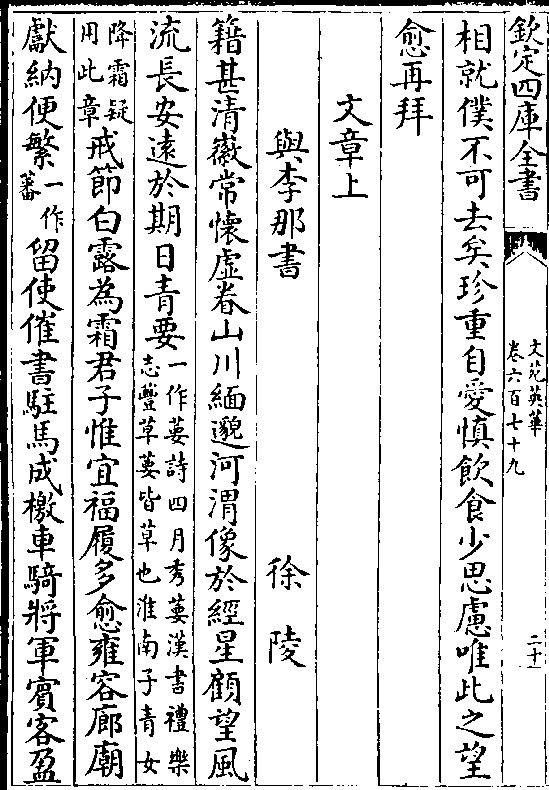 欽定四庫全書
文苑英華
卷六百七十九
二十
相就僕不可去矣珍重自愛慎飲食少思慮唯此之望
愈再拜
文章上
與李那書
徐陵
籍甚清徽常懷虛眷山川緬邈河渭像於經星顧望風
流長安遠於期日青要一作葽詩四月秀葽漢書禮樂志豐草葽皆草也淮南子青女
降霜疑用此章戒節白露為霜君子惟宜福履多愈雍容廊廟
獻納便繁一作蕃留使催書駐馬成檄車騎將軍賓客盈